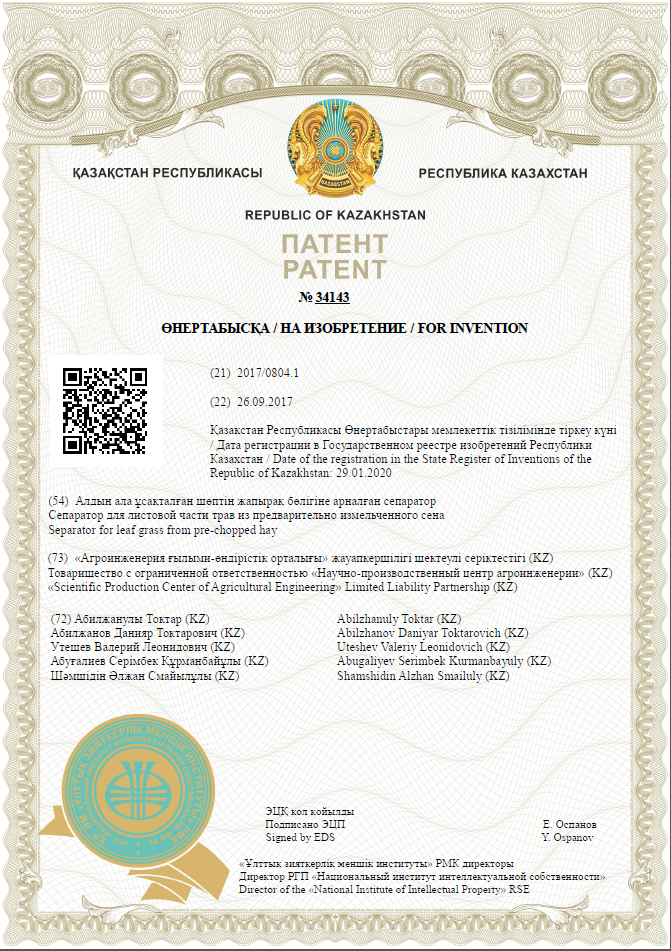 ҚАЗАҚСТАН РЕСПУБЛИКАСЫ
РЕСПУБЛИКА КАЗАХСТАН
REPUBLIC OF KAZAKHSTAN
ПАТЕНТ
PATENT
№ 34143
ӨНЕРТАБЫСҚА / НА ИЗОБРЕТЕНИЕ / FOR INVENTION
(21) 2017/0804.1
(22) 26.09.2017
Қазақстан Республикасы Өнертабыстары мемлекеттік тізілімінде тіркеу күні
/ Дата регистрации в Государственном реестре изобретений Республики
Казахстан / Date of the registration in the State Register of Inventions of the
Republic of Kazakhstan: 29.01.2020
(54) Алдын ала ұсақталған шөптің жапырақ бөлігіне арналған сепаратор
Сепаратор для листовой части трав из предварительно измельченного сена
Separator for leaf grass from pre-chopped hay
(73) «Агроинженерия ғылыми-өндірістік орталығы» жауапкершілігі шектеулі серіктестігі (KZ)
Товарищество с ограниченной ответственностью «Научно-производственный центр агроинженерии» (KZ)
«Scientific Production Center of Agricultural Engineering» Limited Liability Partnership (KZ)
(72) Абилжанулы Токтар (KZ) Abilzhanuly Toktar (KZ)
Абилжанов Данияр Токтарович (KZ) Abilzhanov Daniyar Toktarovich (KZ)
Утешев Валерий Леонидович (KZ) Uteshev Valeriy Leonidovich (KZ)
Абуғалиев Серімбек Құрманбайұлы (KZ) Abugaliyev Serimbek Kurmanbayuly (KZ)
Шәмшідін Әлжан Смайылұлы (KZ) Shamshidin Alzhan Smailuly (KZ)
ЭЦҚ қол қойылды
Подписано ЭЦП Е. Оспанов
Signed by EDS Y. Ospanov
«Ұлттық зияткерлік меншік институты» РМК директоры
Директор РГП «Национальный институт интеллектуальной собственности»
Director of the «National Institute of Intellectual Property» RSE